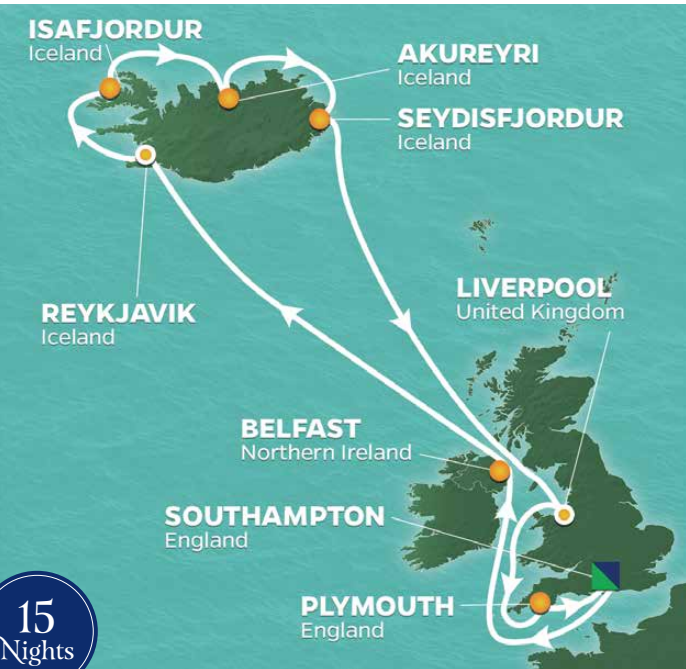 ISAFJORDUR
Iceland
AKUREYRI
Iceland
SEYDISFJORDUR
Iceland
REYKJAVIK
Iceland
LIVERPOOL
United Kingdom
BELFAST
Northern Ireland
SOUTHAMPTON
England
PLYMOUTH
England
15
Nights